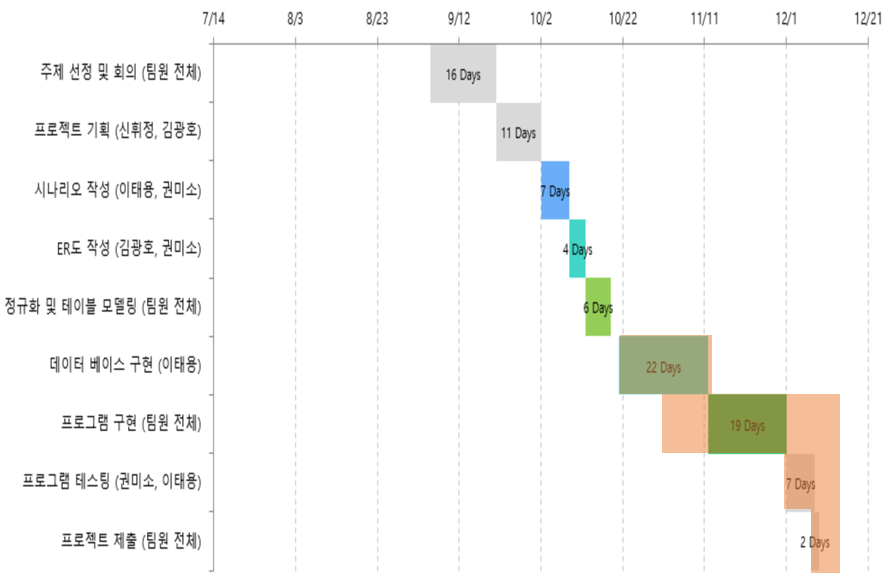 7/14 8/3 8/23 9/12 10/2 10/22 11/11 12/1 12/21
주제 선정 및 회의 (팀원 전체) 16 Days
프로젝트 기획 (신휘정, 김광호) 11 Days
시나리오 작성 (이태용, 권미소) 7 Days
ER도 작성 (김광호, 권미소) 4 Days
정규화 및 테이블 모델링 (팀원 전체) 6 Days
데이터 베이스 구현 (이태용) 22 Days
프로그램 구현 (팀원 전체) 19 Days
프로그램 테스팅 (권미소, 이태용) 7 Days
프로젝트 제출 (팀원 전체) 2 Days